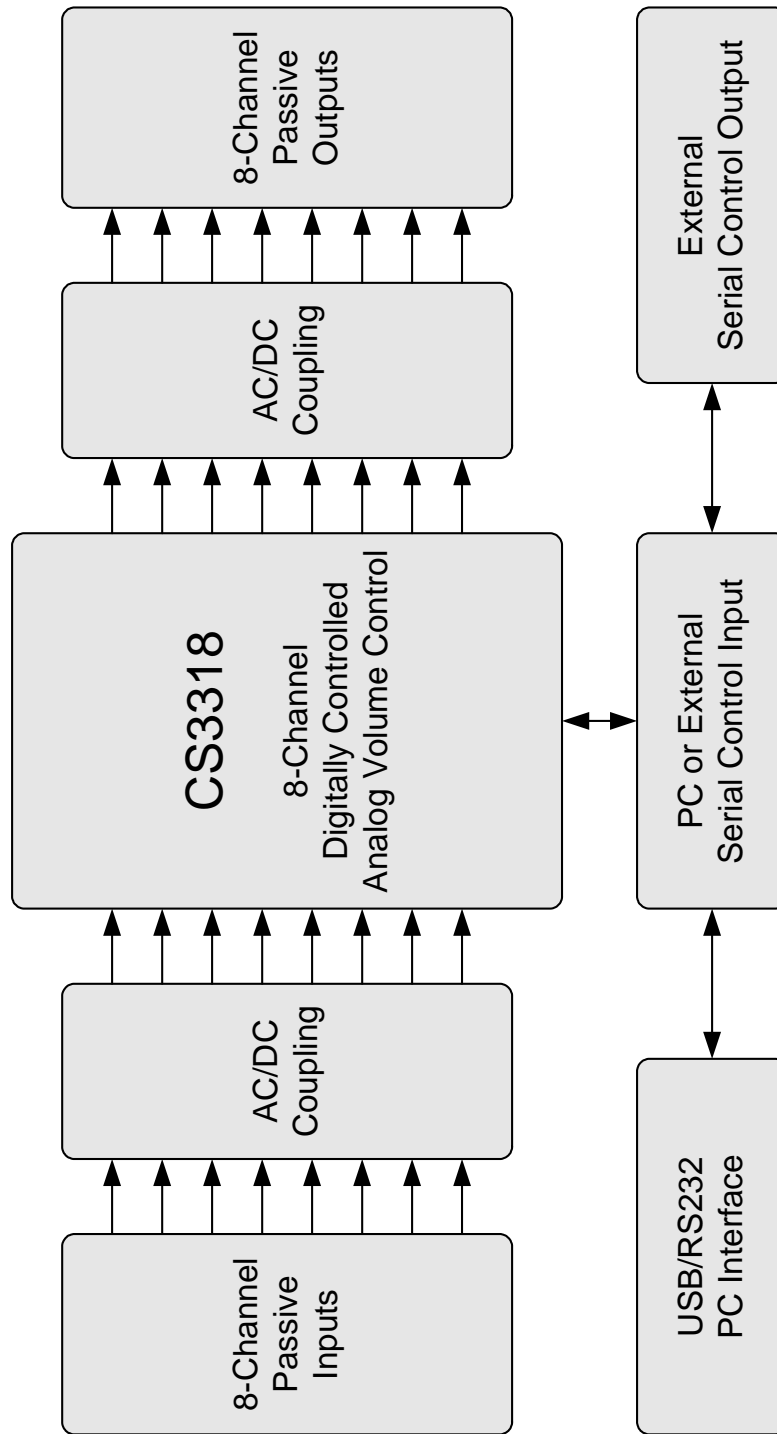 8-Channel
Passive
Inputs
AC/DC
Coupling
CS3318
8-Channel
Digitally Controlled
Analog Volume Control
AC/DC
Coupling
8-Channel
Passive
Outputs
USB/RS232
PC Interface
PC or External
Serial Control Input
External
Serial Control Output